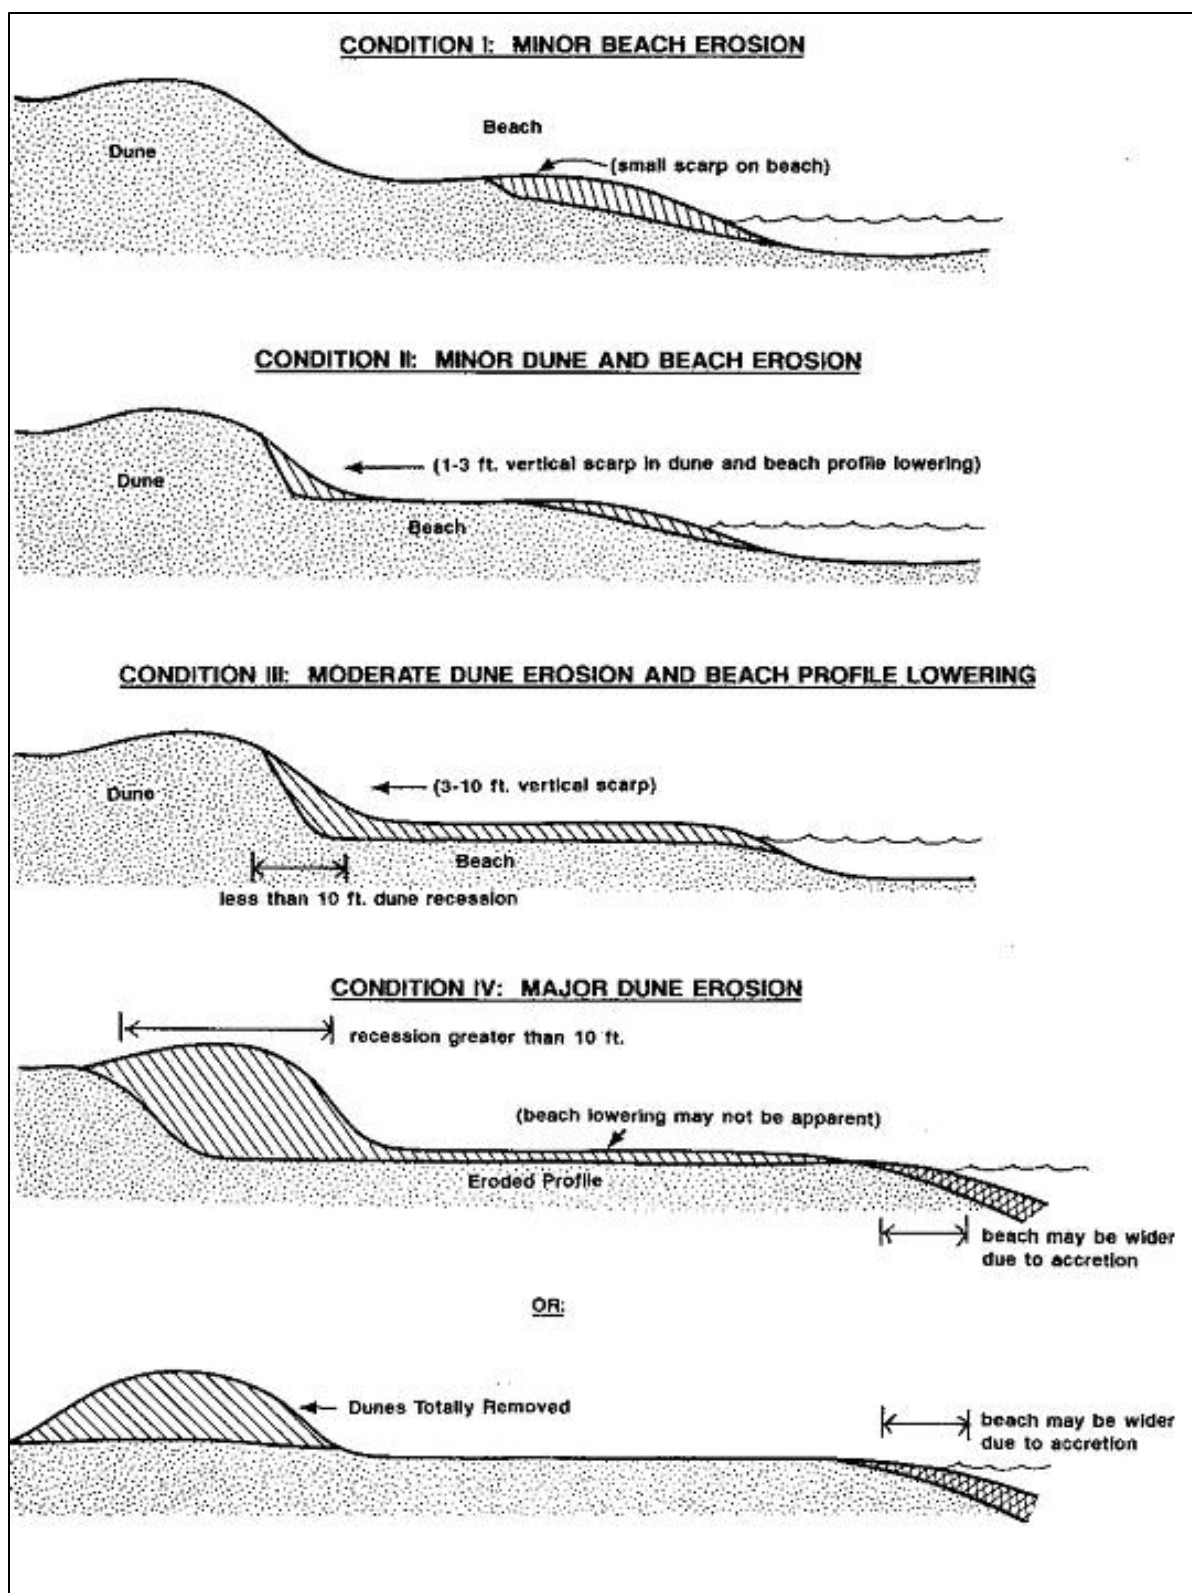 CONDITION I: MINOR BEACH EROSION
Beach
Dune
(small scarp on beach)
CONDITION II: MINOR DUNE AND BEACH EROSION
(1-3 ft. vertical scarp in dune and beach profile lowering)
Dune
Beach
CONDITION III: MODERATE DUNE EROSION AND BEACH PROFILE LOWERING
(3-10 ft. vertical scarp)
Dune
Beach
less than 10 ft. dune recession
CONDITION IV: MAJOR DUNE EROSION
recession greater than 10 ft.
(beach lowering may not be apparent)
Eroded Profile
beach may be wider
due to accretion
OR:
Dunes Totally Removed
beach may be wider
due to accretion